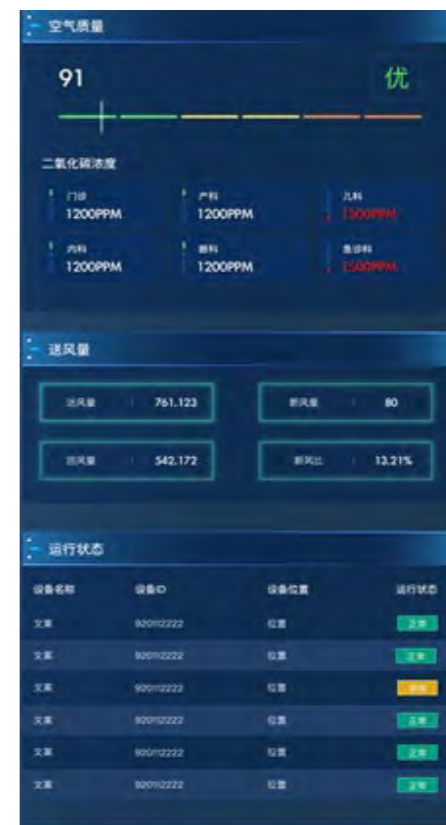 空气质量
91 优
二氧化碳浓度
门诊 产科 儿科
1200PPM 1200PPM 1500PPM
内科 眼科 急诊科
1200PPM 1200PPM 1500PPM
送风量
送风量 761.123 新风量 80
回风量 542.172 新风比 13.21%
运行状态
设备名称 设备ID 设备位置 运行状态
文案 920112222 位置 正常
文案 920112222 位置 正常
文案 920112222 位置
文案 920112222 位置 正常
文案 920112222 位置 正常
文案 920112222 位置 正常